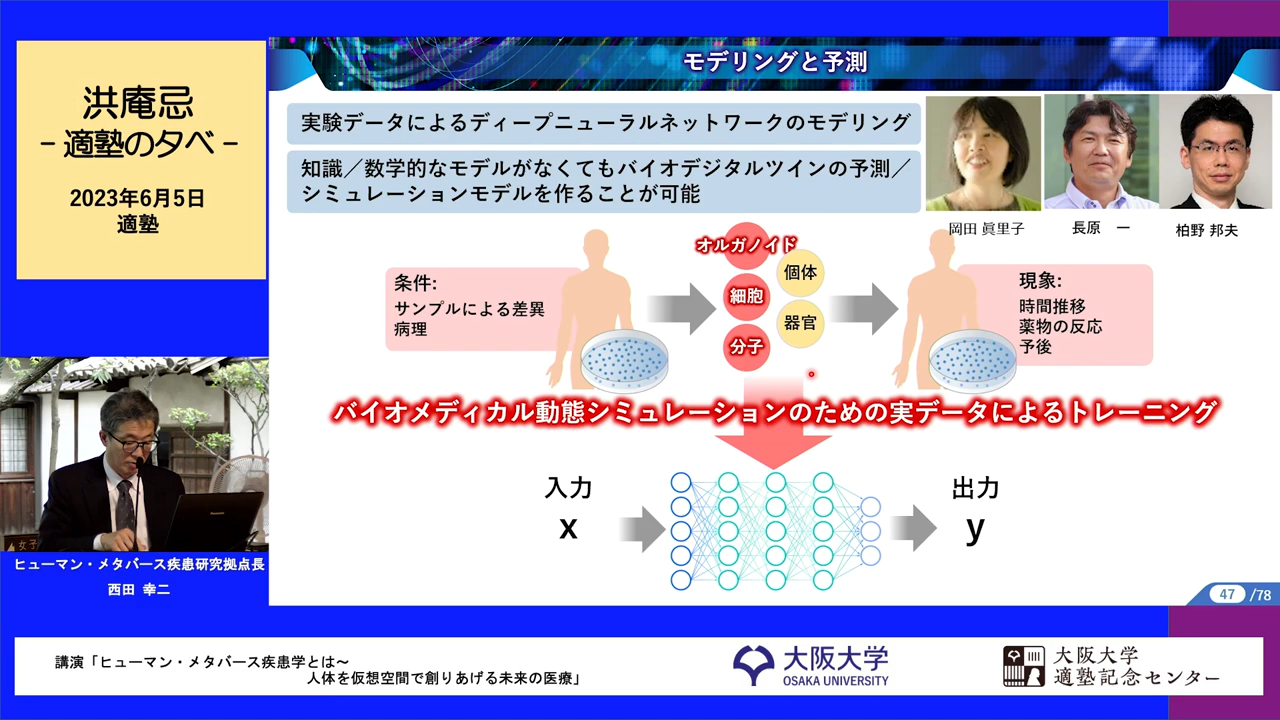 洪庵忌
- 適塾の夕べ -
2023年6月5日
適塾
モデリングと予測
実験データによるディープニューラルネットワークのモデリング
知識／数学的なモデルがなくてもバイオデジタルツインの予測／
シミュレーションモデルを作ることが可能
岡田 眞里子
長原 一
柏野 邦夫
条件:
サンプルによる差異
病理
オルガノイド
個体
細胞
器官
分子
現象:
時間推移
薬物の反応
予後
バイオメディカル動態シミュレーションのための実データによるトレーニング
入力
x
出力
y
47 /78
Panasonic
女子
ヒューマン・メタバース疾患研究拠点長
西田 幸二
講演「ヒューマン・メタバース疾患学とは〜
人体を仮想空間で創りあげる未来の医療」
大阪大学
OSAKA UNIVERSITY
大阪大学
適塾記念センター